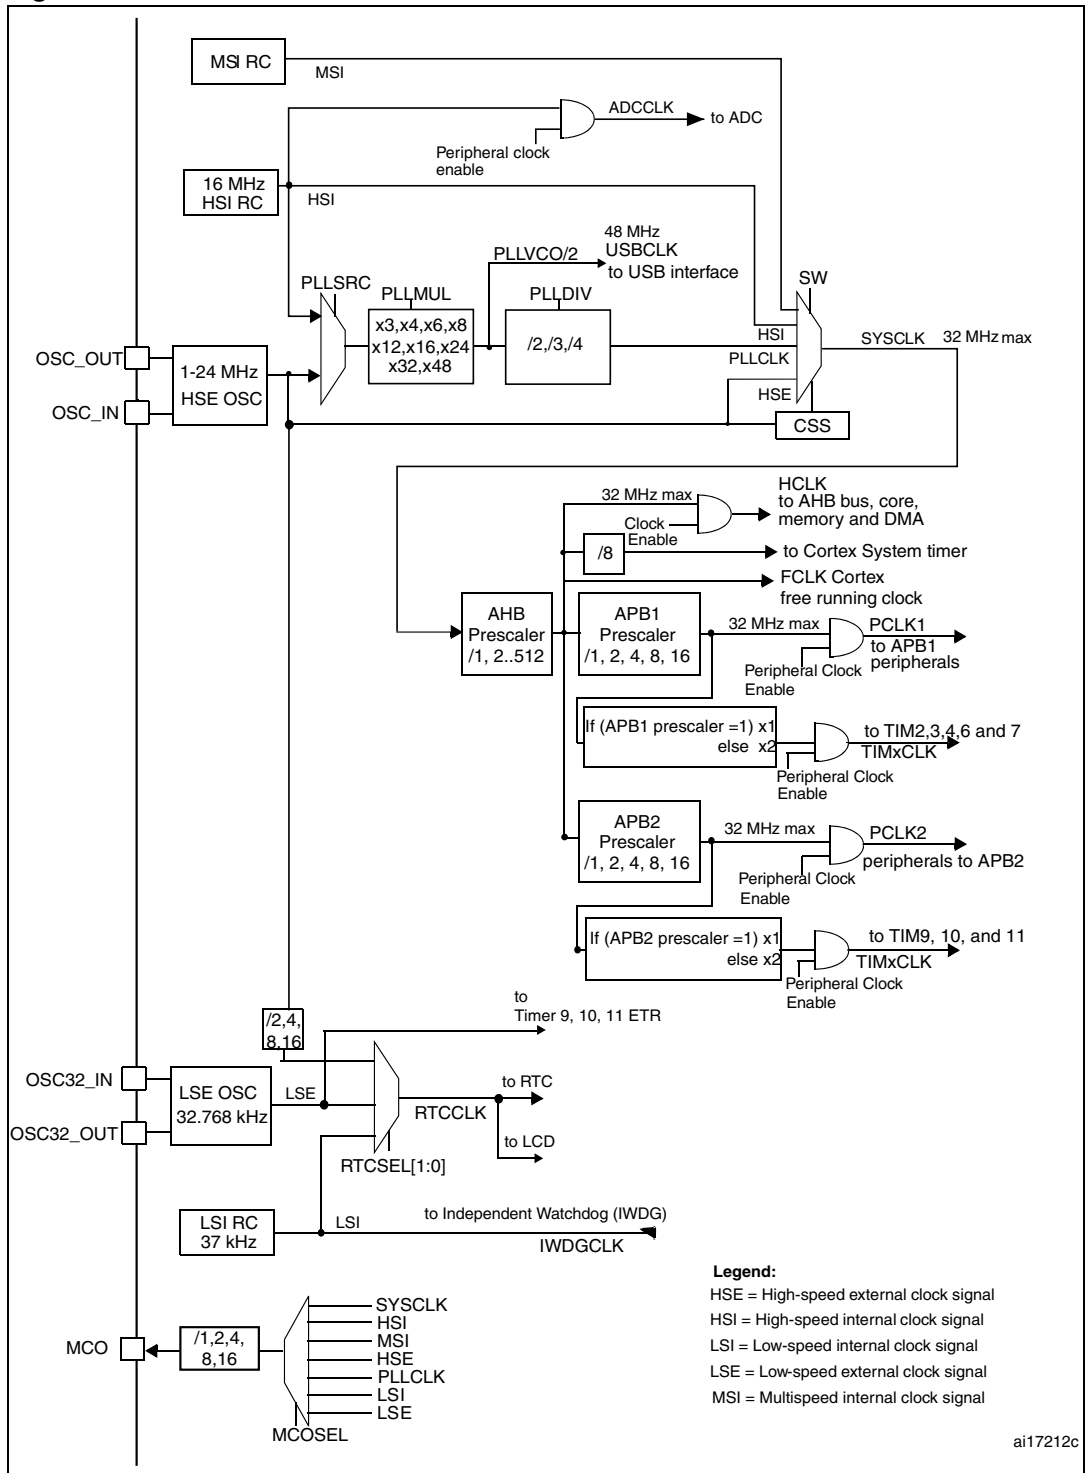 MSI RC
MSI
ADCCLK
to ADC
Peripheral clock
enable
16 MHz
HSI RC
HSI
48 MHz
USBCLK
to USB interface
PLLVCO/2
PLLSRC
PLLMUL
PLLDIV
SW
x3,x4,x6,x8
x12,x16,x24
x32,x48
/2,/3,/4
HSI
PLLCLK
HSE
SYSCLK
32 MHz max
OSC_OUT
OSC_IN
1-24 MHz
HSE OSC
CSS
32 MHz max
Clock
Enable
HCLK
to AHB bus, core,
memory and DMA
/8
to Cortex System timer
FCLK Cortex
free running clock
AHB
Prescaler
/1, 2..512
APB1
Prescaler
/1, 2, 4, 8, 16
32 MHz max
PCLK1
to APB1
peripherals
Peripheral Clock
Enable
If (APB1 prescaler =1) x1
else x2
to TIM2,3,4,6 and 7
TIMxCLK
Peripheral Clock
Enable
APB2
Prescaler
/1, 2, 4, 8, 16
32 MHz max
PCLK2
peripherals to APB2
Peripheral Clock
Enable
If (APB2 prescaler =1) x1
else x2
to TIM9, 10, and 11
TIMxCLK
Peripheral Clock
Enable
/2,4,
8,16
to
Timer 9, 10, 11 ETR
OSC32_IN
OSC32_OUT
LSE OSC
32.768 kHz
LSE
to RTC
RTCCLK
to LCD
RTCSEL[1:0]
LSI RC
37 kHz
LSI
to Independent Watchdog (IWDG)
IWDGCLK
MCO
/1,2,4,
8,16
SYSCLK
HSI
MSI
HSE
PLLCLK
LSI
LSE
MCOSEL
Legend:
HSE = High-speed external clock signal
HSI = High-speed internal clock signal
LSI = Low-speed internal clock signal
LSE = Low-speed external clock signal
MSI = Multispeed internal clock signal
ai17212c